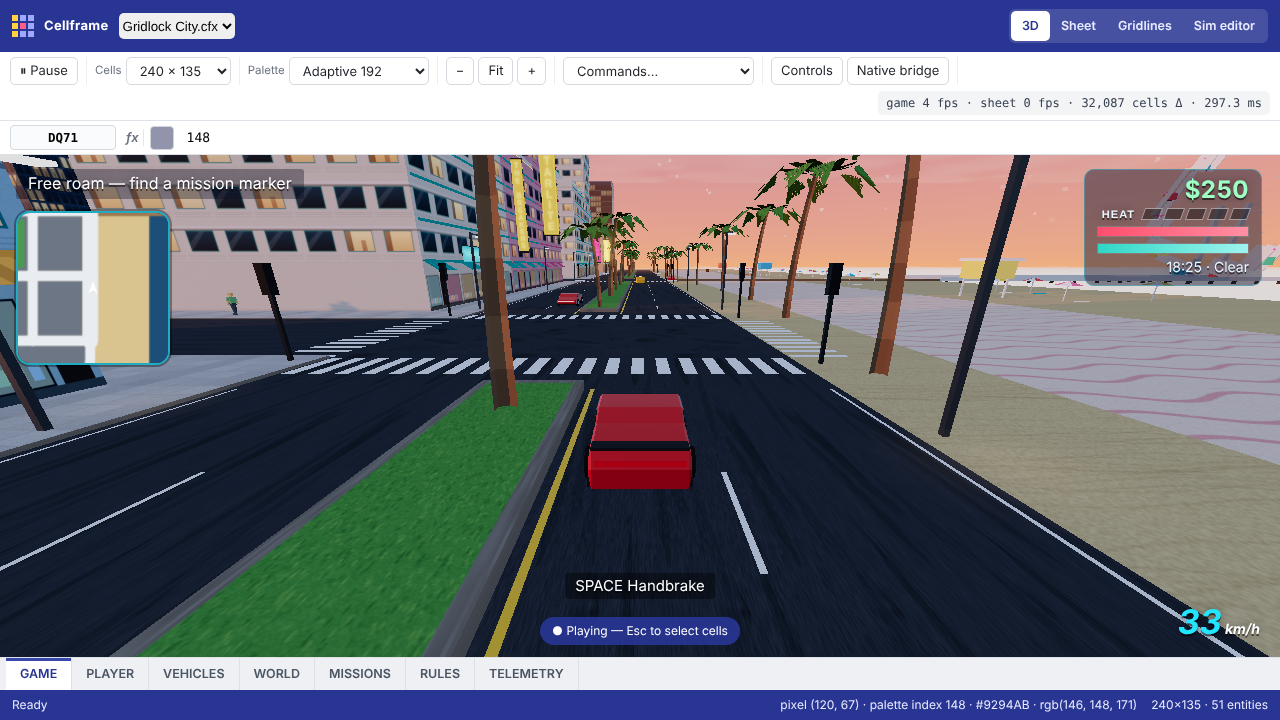 Cellframe
Gridlock City.cfx
3D
Sheet
Gridlines
Sim editor
Pause
Cells
240 × 135
Palette
Adaptive 192
−
Fit
+
Commands...
Controls
Native bridge
game 4 fps · sheet 0 fps · 32,087 cells Δ · 297.3 ms
DQ71
fx
148
Free roam — find a mission marker
$250
HEAT
18:25 · Clear
SPACE Handbrake
Playing — Esc to select cells
33 km/h
GAME
PLAYER
VEHICLES
WORLD
MISSIONS
RULES
TELEMETRY
Ready
pixel (120, 67) · palette index 148 · #9294AB · rgb(146, 148, 171)
240×135 · 51 entities